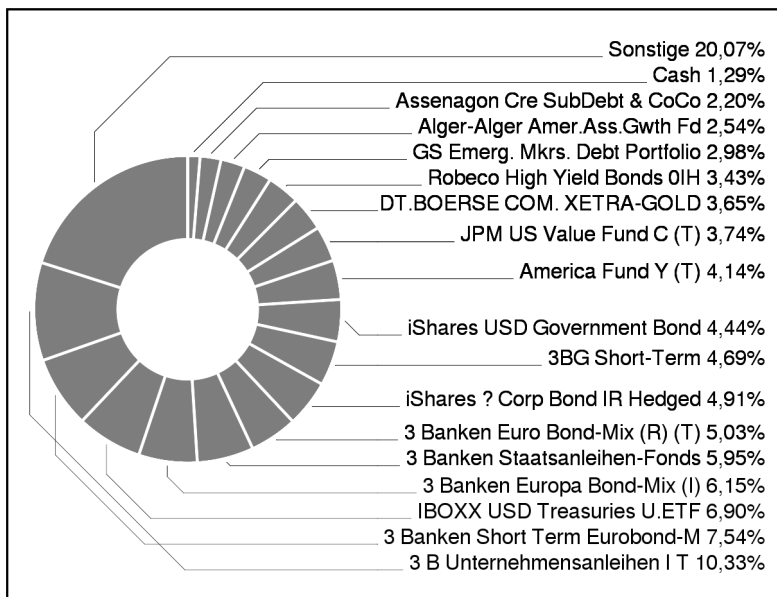 Sonstige 20,07%
Cash 1,29%
Assenagon Cre SubDebt & CoCo 2,20%
Alger-Alger Amer.Ass.Gwth Fd 2,54%
GS Emerg. Mkrs. Debt Portfolio 2,98%
Robeco High Yield Bonds 0IH 3,43%
DT.BOERSE COM. XETRA-GOLD 3,65%
JPM US Value Fund C (T) 3,74%
America Fund Y (T) 4,14%
iShares USD Government Bond 4,44%
3BG Short-Term 4,69%
iShares ? Corp Bond IR Hedged 4,91%
3 Banken Euro Bond-Mix (R) (T) 5,03%
3 Banken Staatsanleihen-Fonds 5,95%
3 Banken Europa Bond-Mix (I) 6,15%
IBOXX USD Treasuries U.ETF 6,90%
3 Banken Short Term Eurobond-M 7,54%
3 B Unternehmensanleihen I T 10,33%